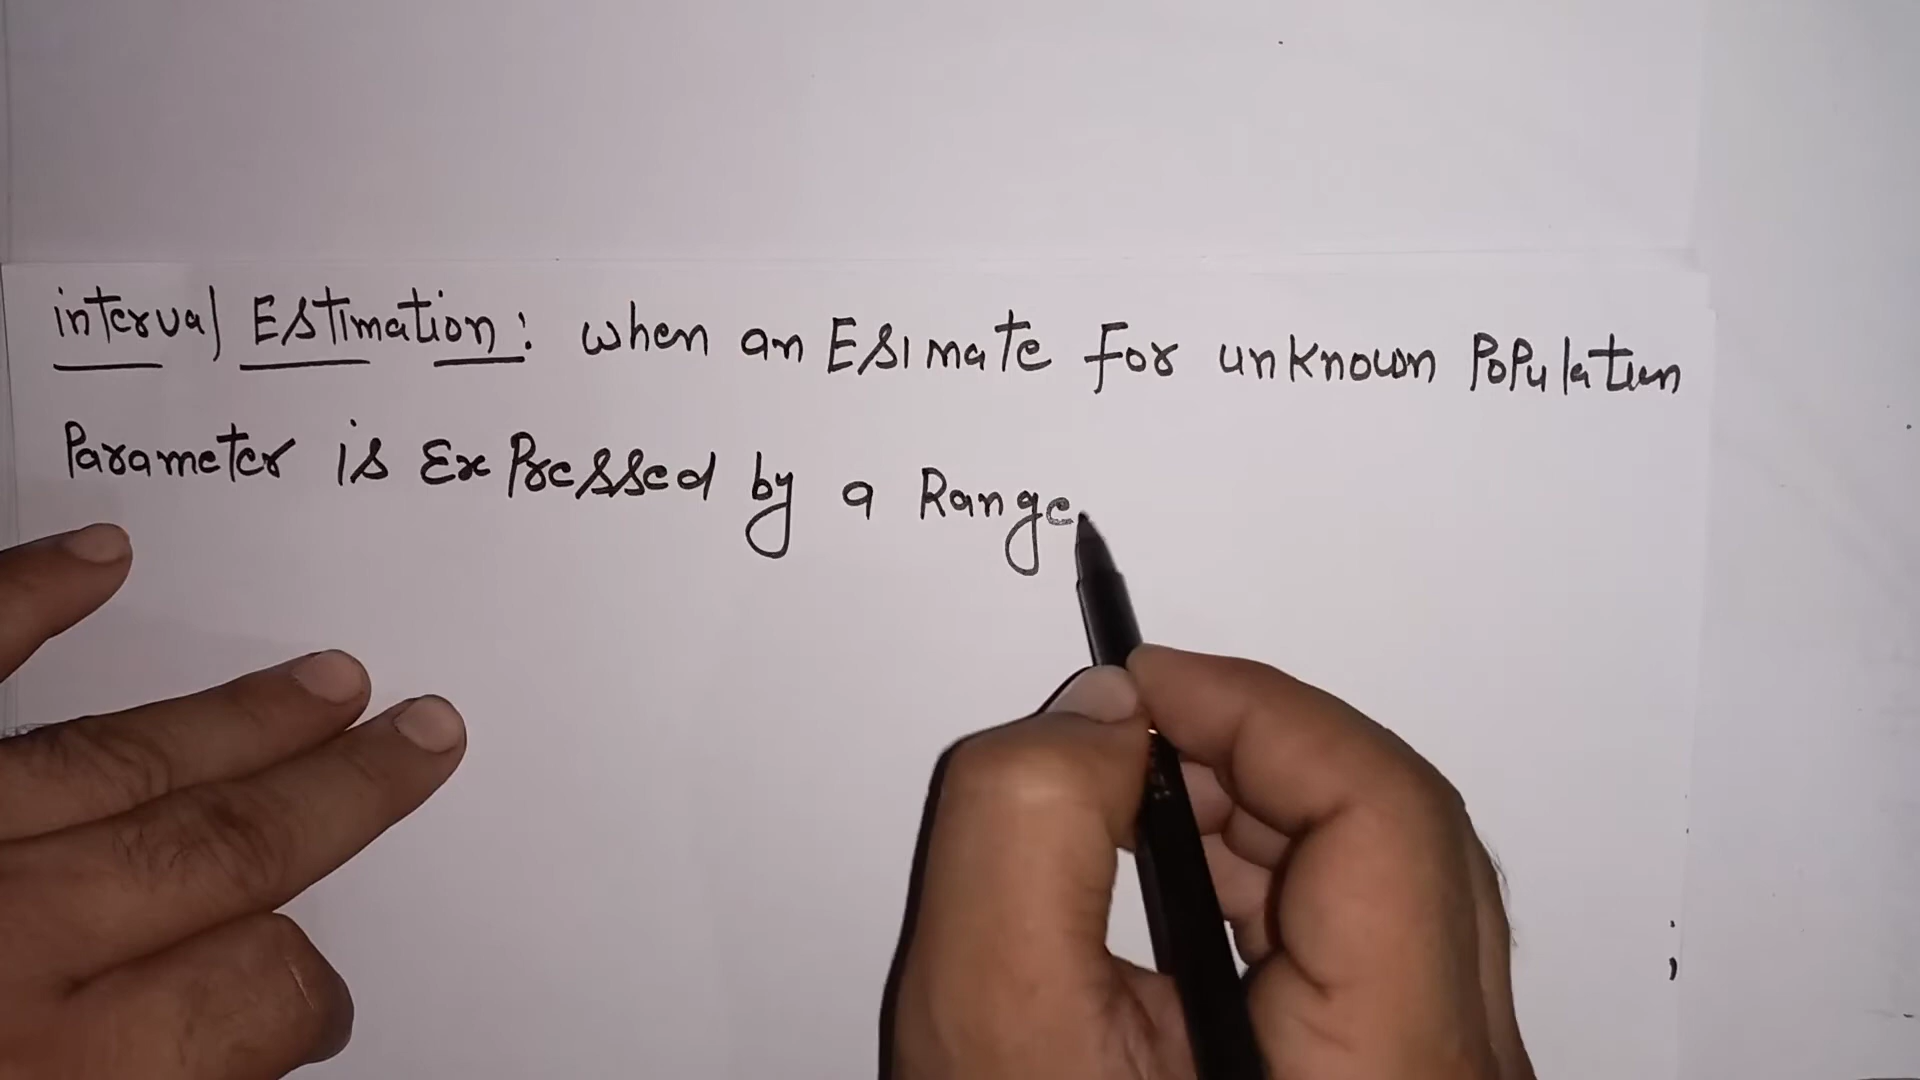 interval Estimation: when an Esimate For unknown Population
Parameter is Expressed by a Range